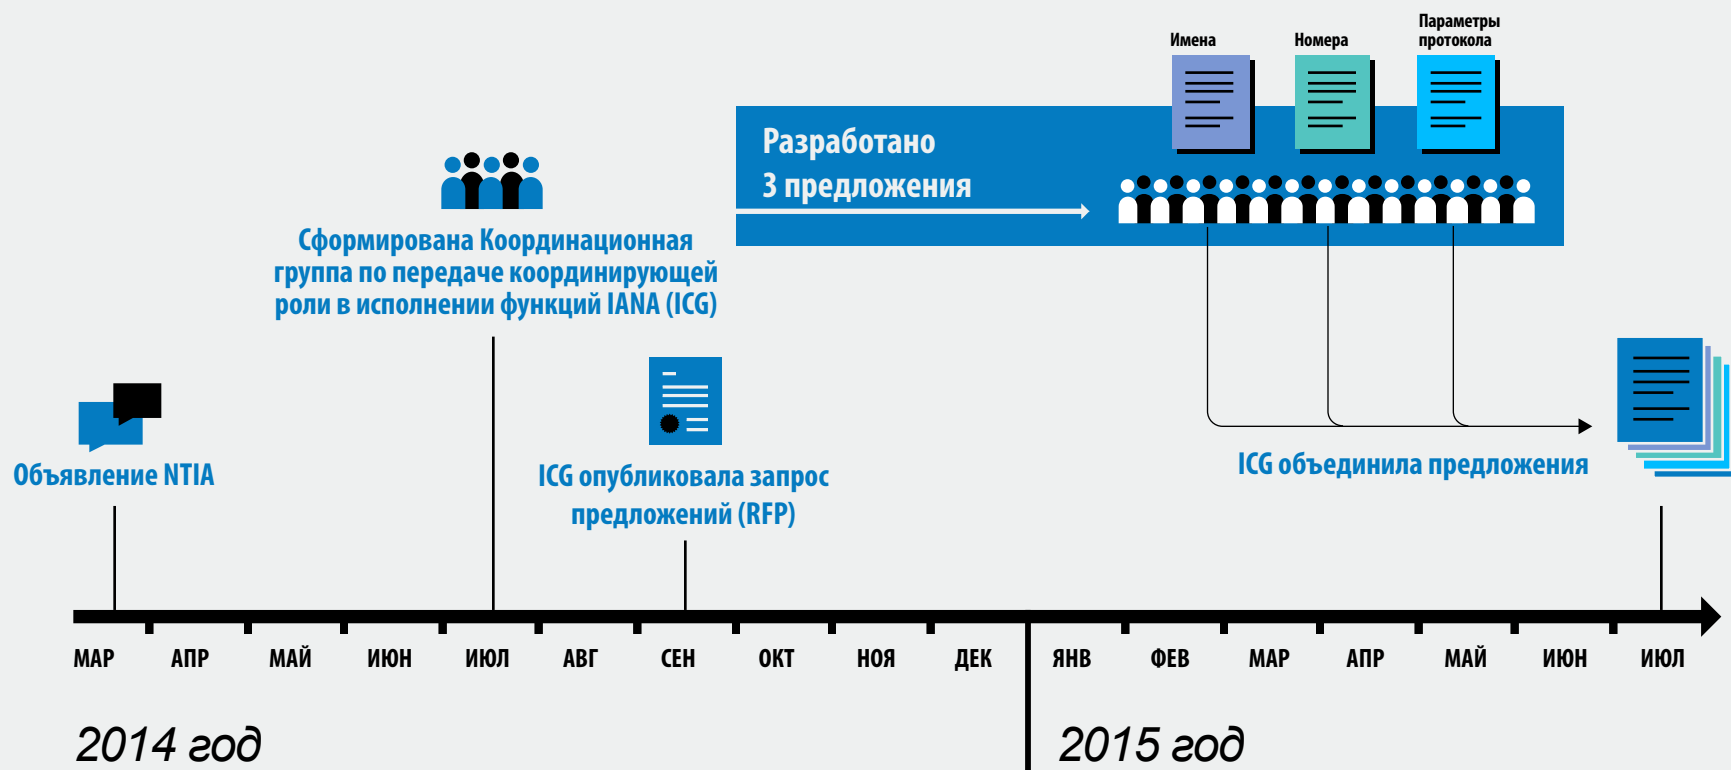 Имена
Номера
Параметры
протокола
Разработано
3 предложения
Сформирована Координационная
группа по передаче координирующей
роли в исполнении функций IANA (ICG)
Объявление NTIA
ICG опубликовала запрос
предложений (RFP)
ICG объединила предложения
МАР АПР МАЙ ИЮН ИЮЛ АВГ СЕН ОКТ НОЯ ДЕК ЯНВ ФЕВ МАР АПР МАЙ ИЮН ИЮЛ
2014 год 2015 год